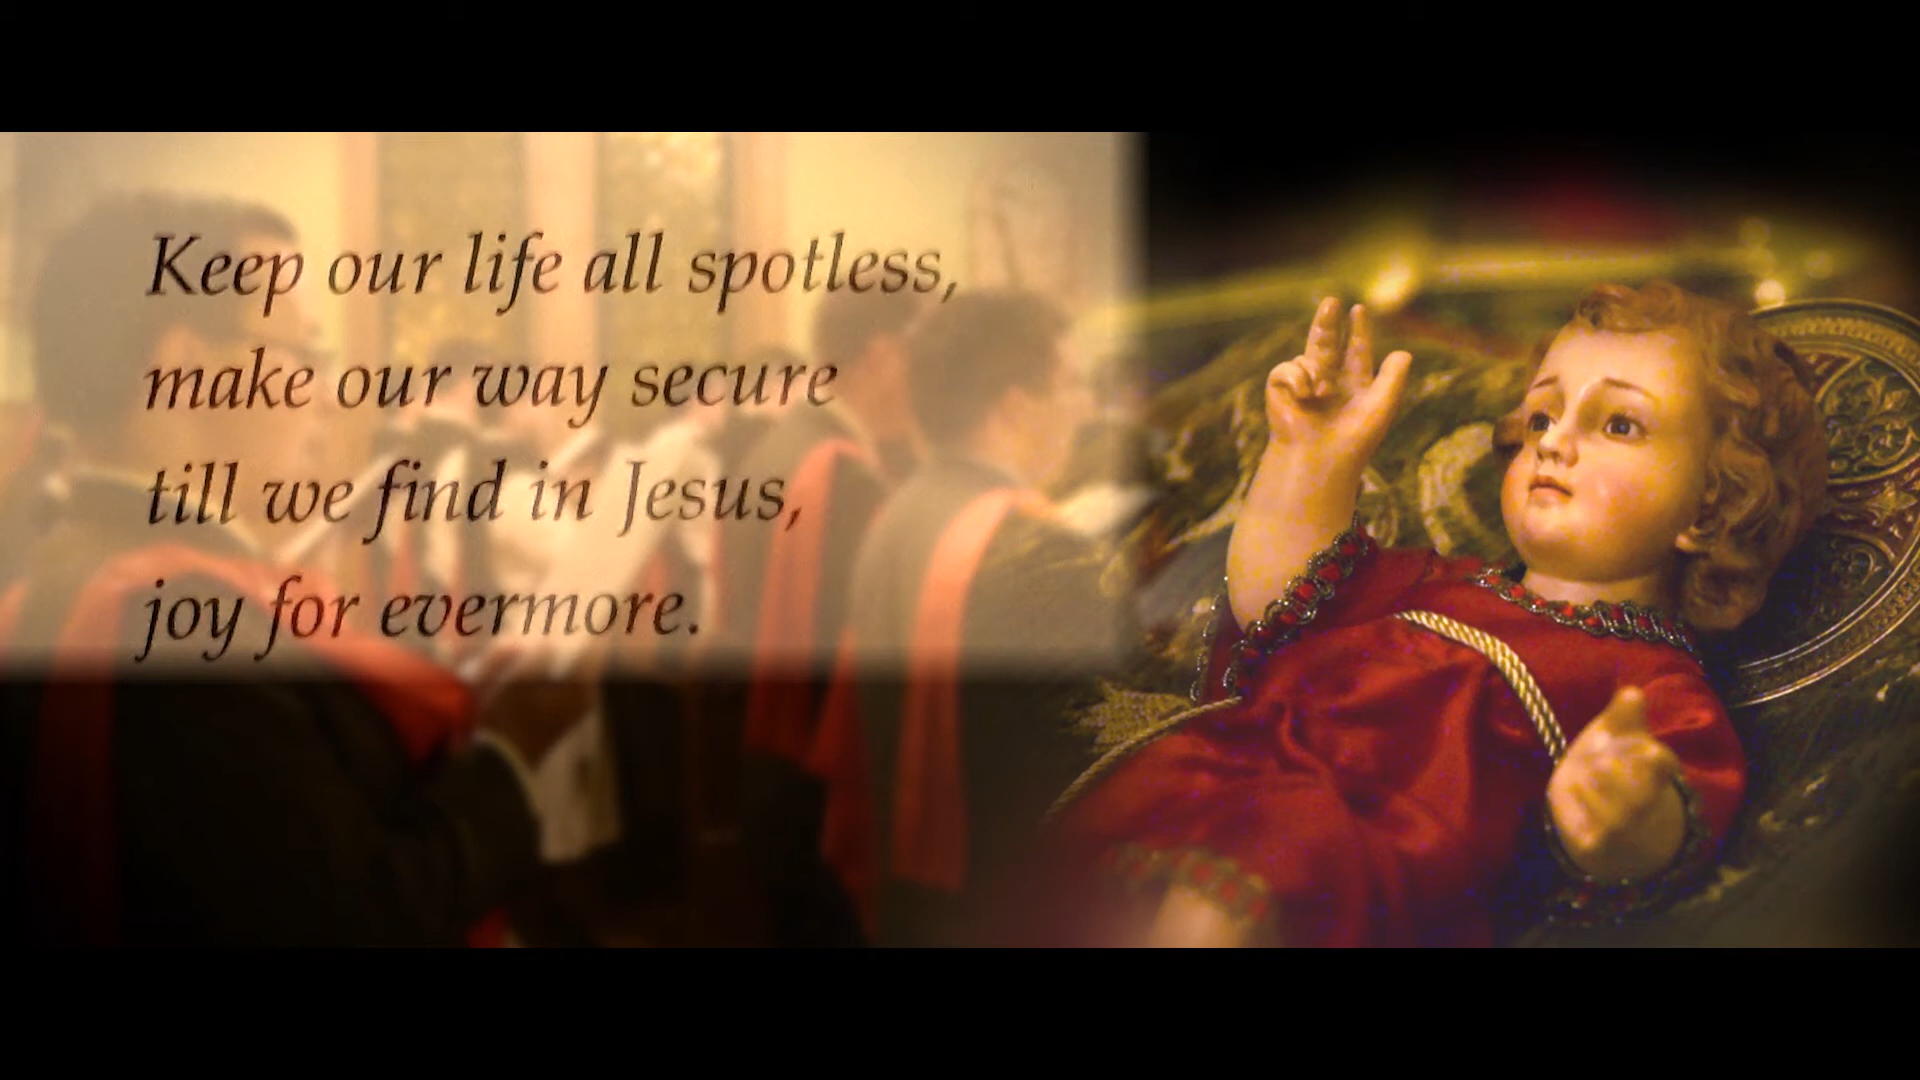 Keep our life all spotless,
make our way secure
till we find in Jesus,
joy for evermore.